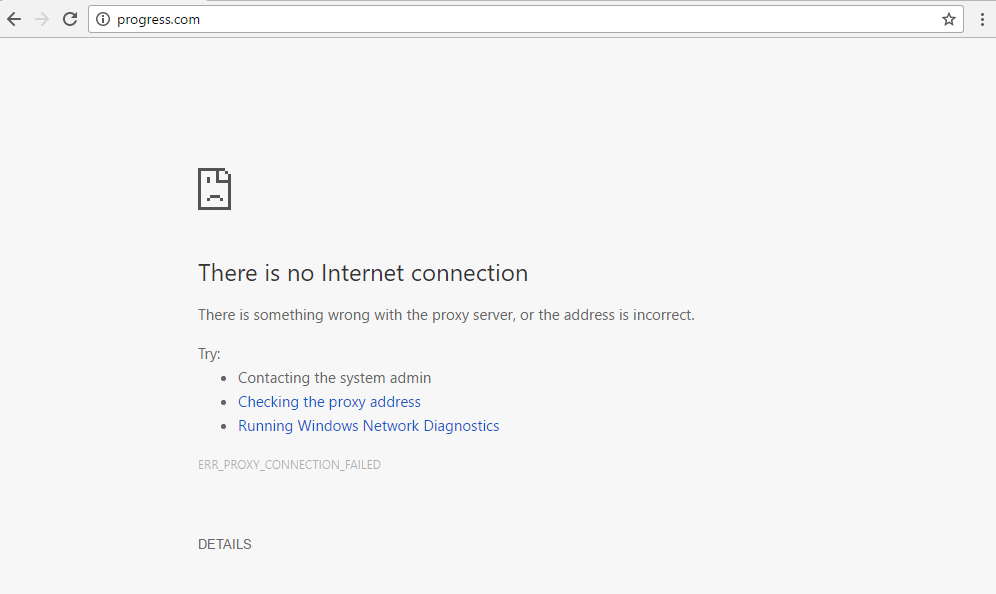 progress.com
There is no Internet connection
There is something wrong with the proxy server, or the address is incorrect.
Try:
• Contacting the system admin
• Checking the proxy address
• Running Windows Network Diagnostics
ERR_PROXY_CONNECTION_FAILED
DETAILS